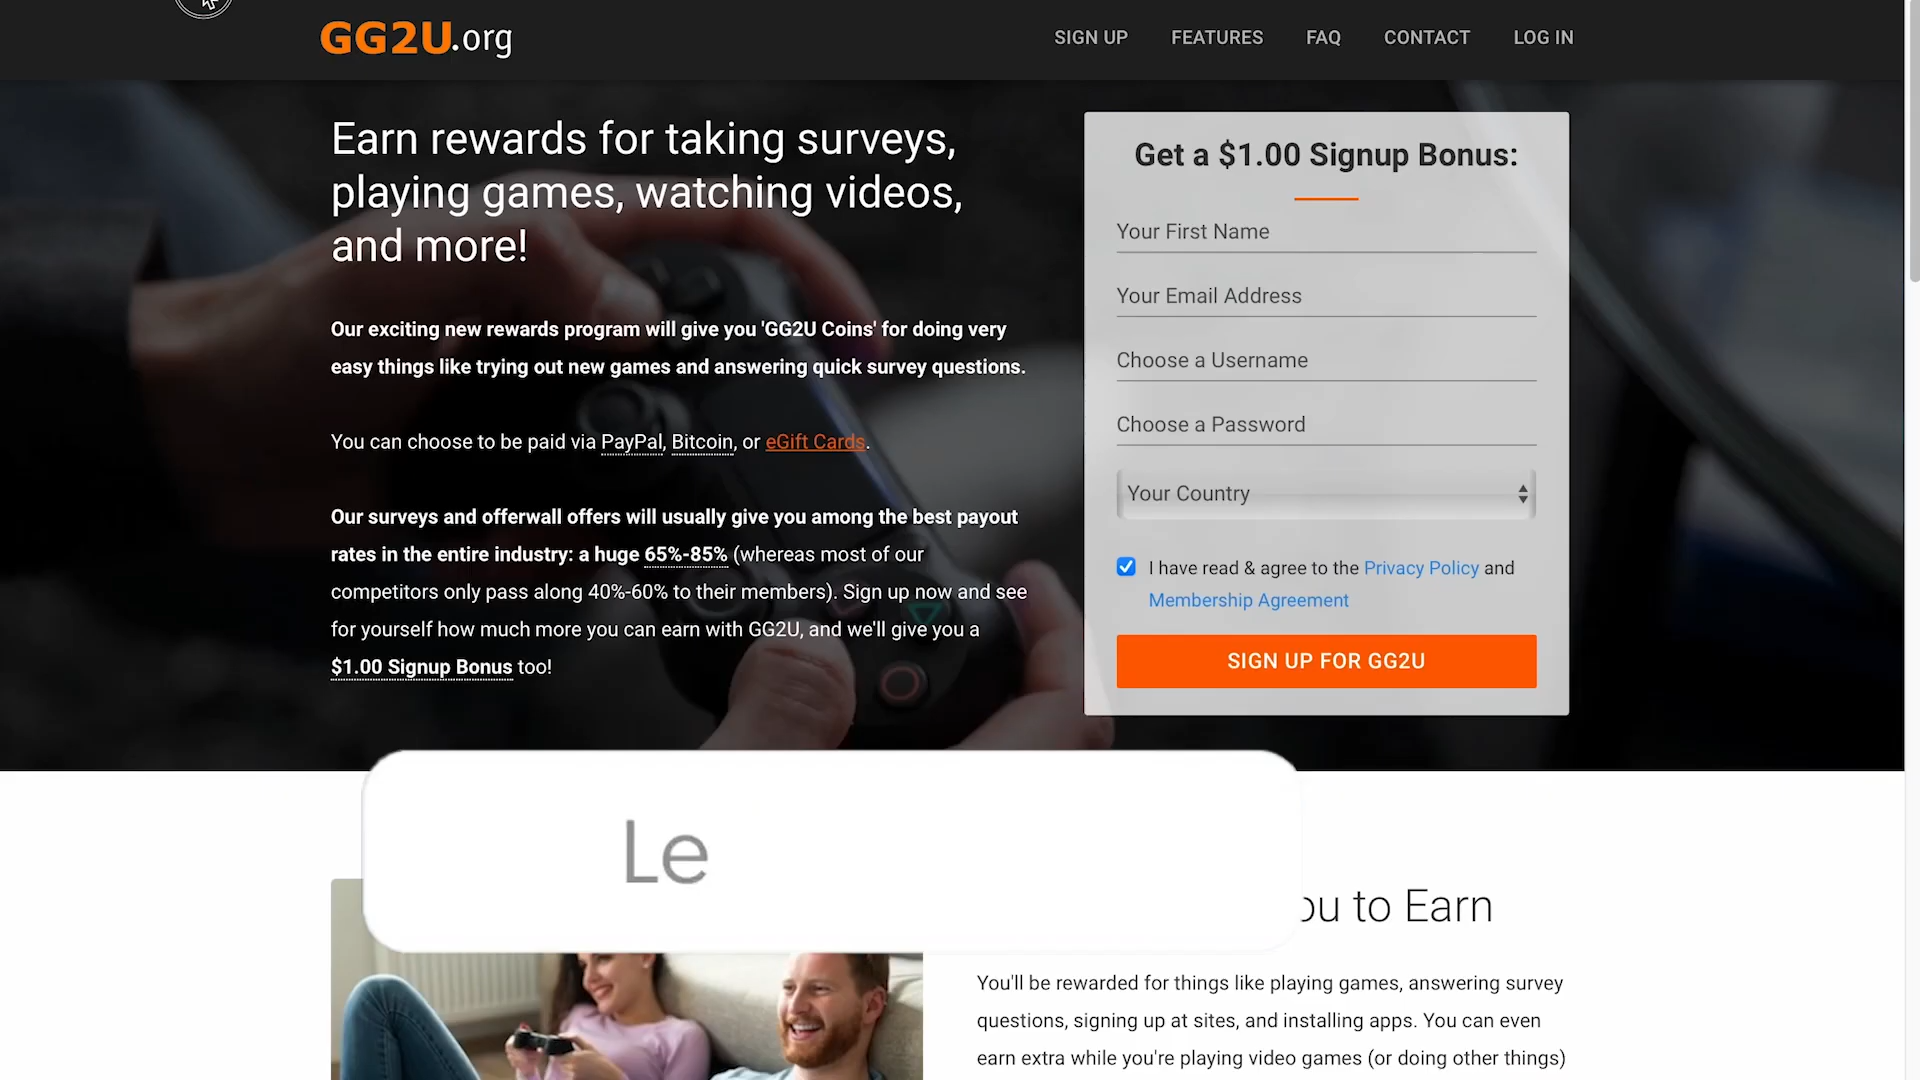 GG2U.org
SIGN UP
FEATURES
FAQ
CONTACT
LOG IN
Earn rewards for taking surveys,
playing games, watching videos,
and more!
Our exciting new rewards program will give you 'GG2U Coins' for doing very
easy things like trying out new games and answering quick survey questions.
You can choose to be paid via PayPal, Bitcoin, or eGift Cards.
Our surveys and offerwall offers will usually give you among the best payout
rates in the entire industry: a huge 65%-85% (whereas most of our
competitors only pass along 40%-60% to their members). Sign up now and see
for yourself how much more you can earn with GG2U, and we'll give you a
$1.00 Signup Bonus too!
Get a $1.00 Signup Bonus:
Your First Name
Your Email Address
Choose a Username
Choose a Password
Your Country
I have read & agree to the Privacy Policy and
Membership Agreement
SIGN UP FOR GG2U
Le
to Earn
You'll be rewarded for things like playing games, answering survey
questions, signing up at sites, and installing apps. You can even
earn extra while you're playing video games (or doing other things)